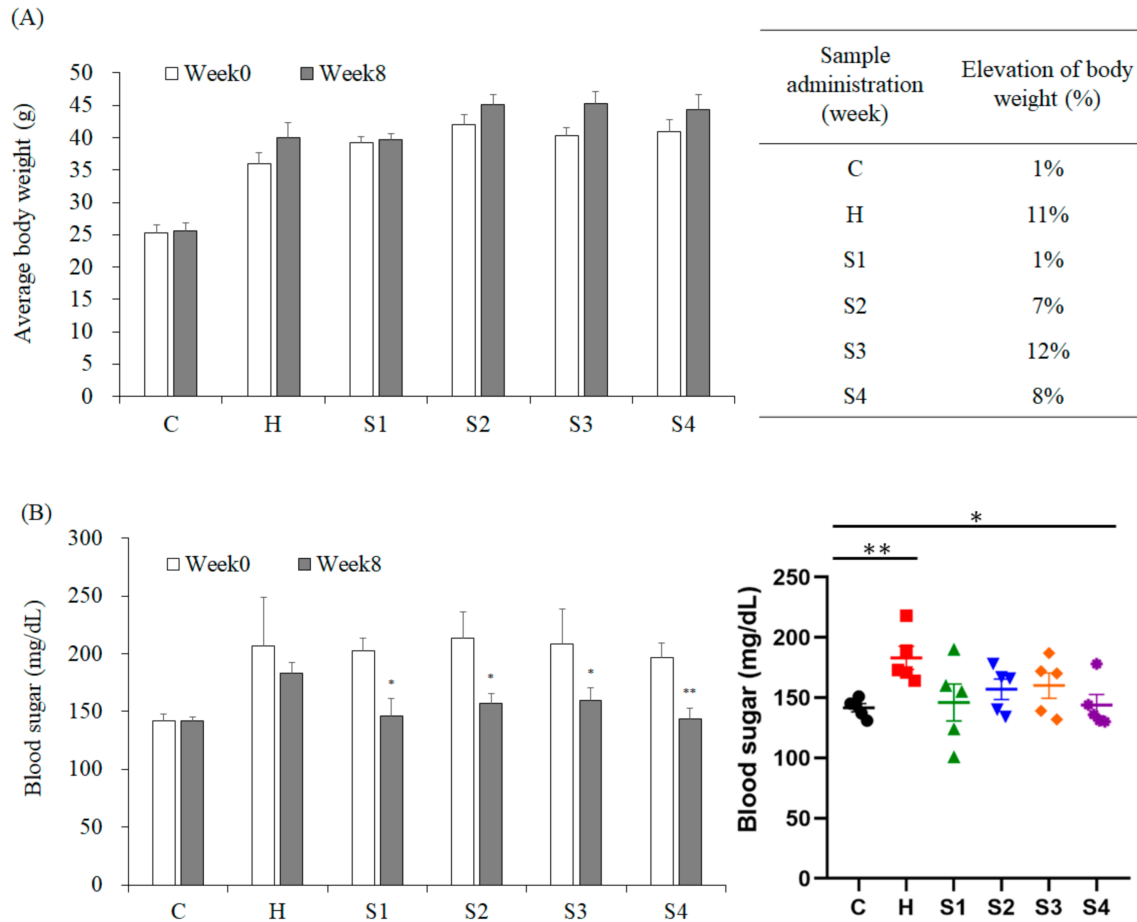 (A)
Week0 Week8
Average body weight (g)
50
45
40
35
30
25
20
15
10
5
0
C H S1 S2 S3 S4
Sample
administration
(week)
Elevation of body
weight (%)
C 1%
H 11%
S1 1%
S2 7%
S3 12%
S4 8%
(B)
Week0 Week8
Blood sugar (mg/dL)
300
250
200
150
100
50
0
* * * **
C H S1 S2 S3 S4
*
**
Blood sugar (mg/dL)
250
200
150
100
50
0
C H S1 S2 S3 S4